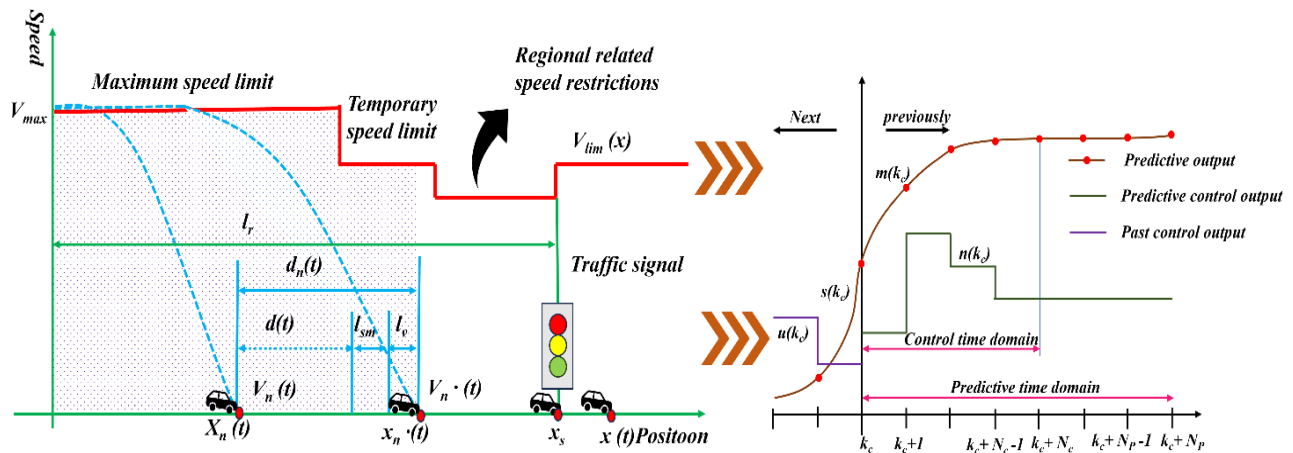 Speed
Maximum speed limit
V_max
Temporary
speed limit
Regional related
speed restrictions
V_lim (x)
l_r
d_n(t)
d(t)
l_sm
l_v
Traffic signal
V_n (t)
V_n · (t)
X_n (t)
x_n · (t)
x_s
x (t)
Positoon
Next
previously
m(k_c)
s(k_c)
n(k_c)
u(k_c)
Predictive output
Predictive control output
Past control output
Control time domain
Predictive time domain
k_c
k_c+1
k_c+ N_c -1
k_c+ N_c
k_c+ N_P -1
k_c+ N_P